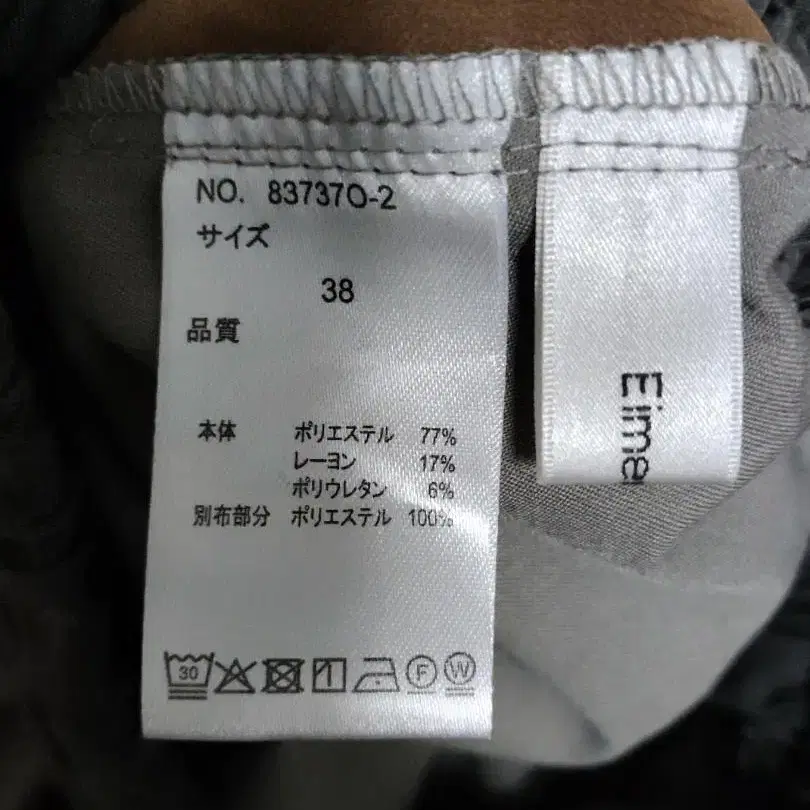 NO. 83737O-2
サイズ
38
品質
本体 ポリエステル 77%
レーヨン 17%
ポリウレタン 6%
別布部分 ポリエステル 100%
30
F
W
Eime